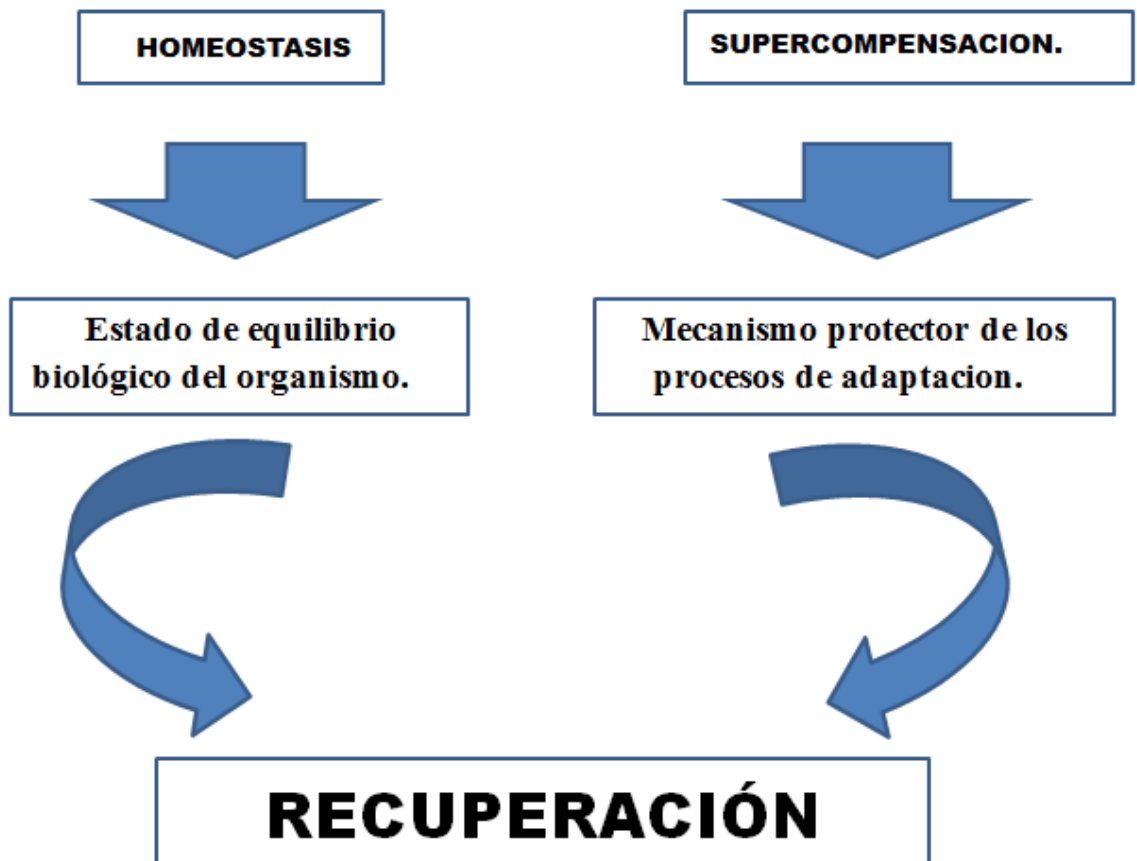 HOMEOSTASIS
SUPERCOMPENSACION.
Estado de equilibrio
biológico del organismo.
Mecanismo protector de los
procesos de adaptacion.
RECUPERACIÓN